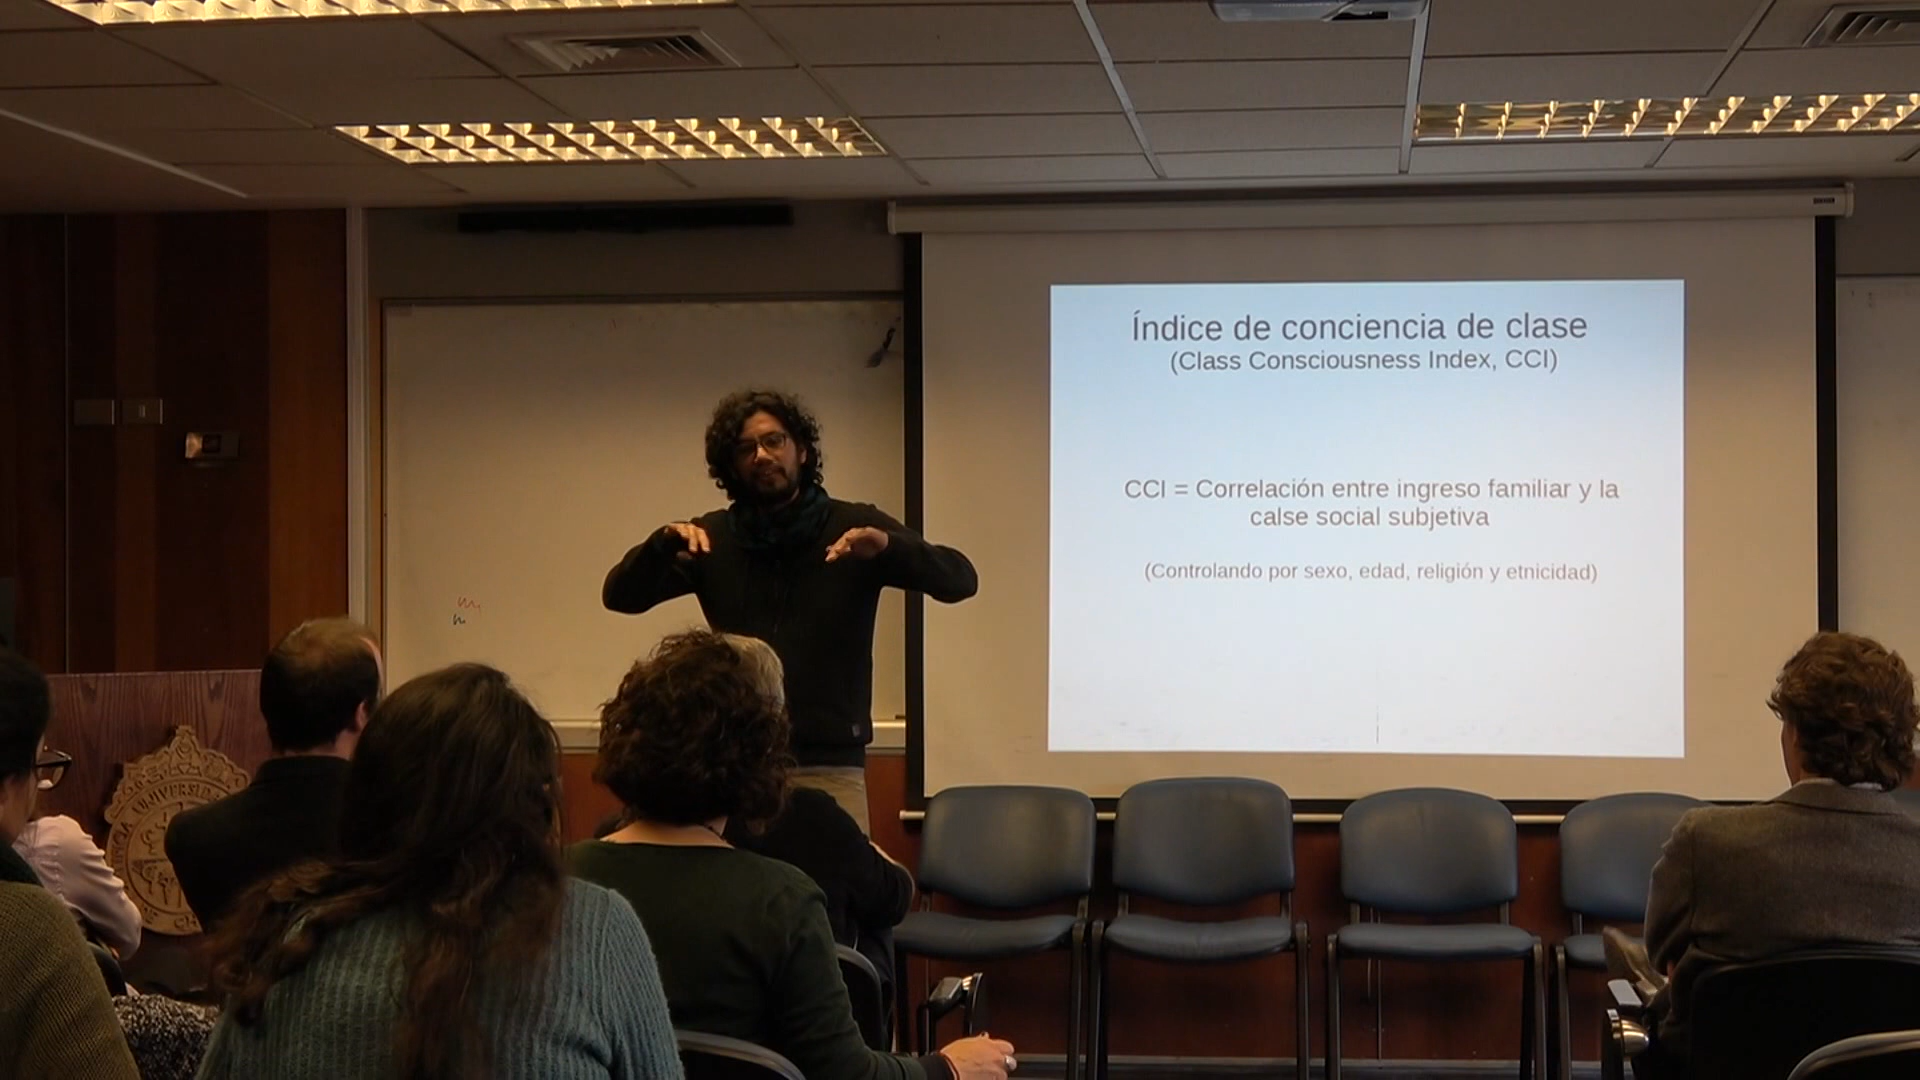 Índice de conciencia de clase
(Class Consciousness Index, CCI)
CCI = Correlación entre ingreso familiar y la
calse social subjetiva
(Controlando por sexo, edad, religión y etnicidad)